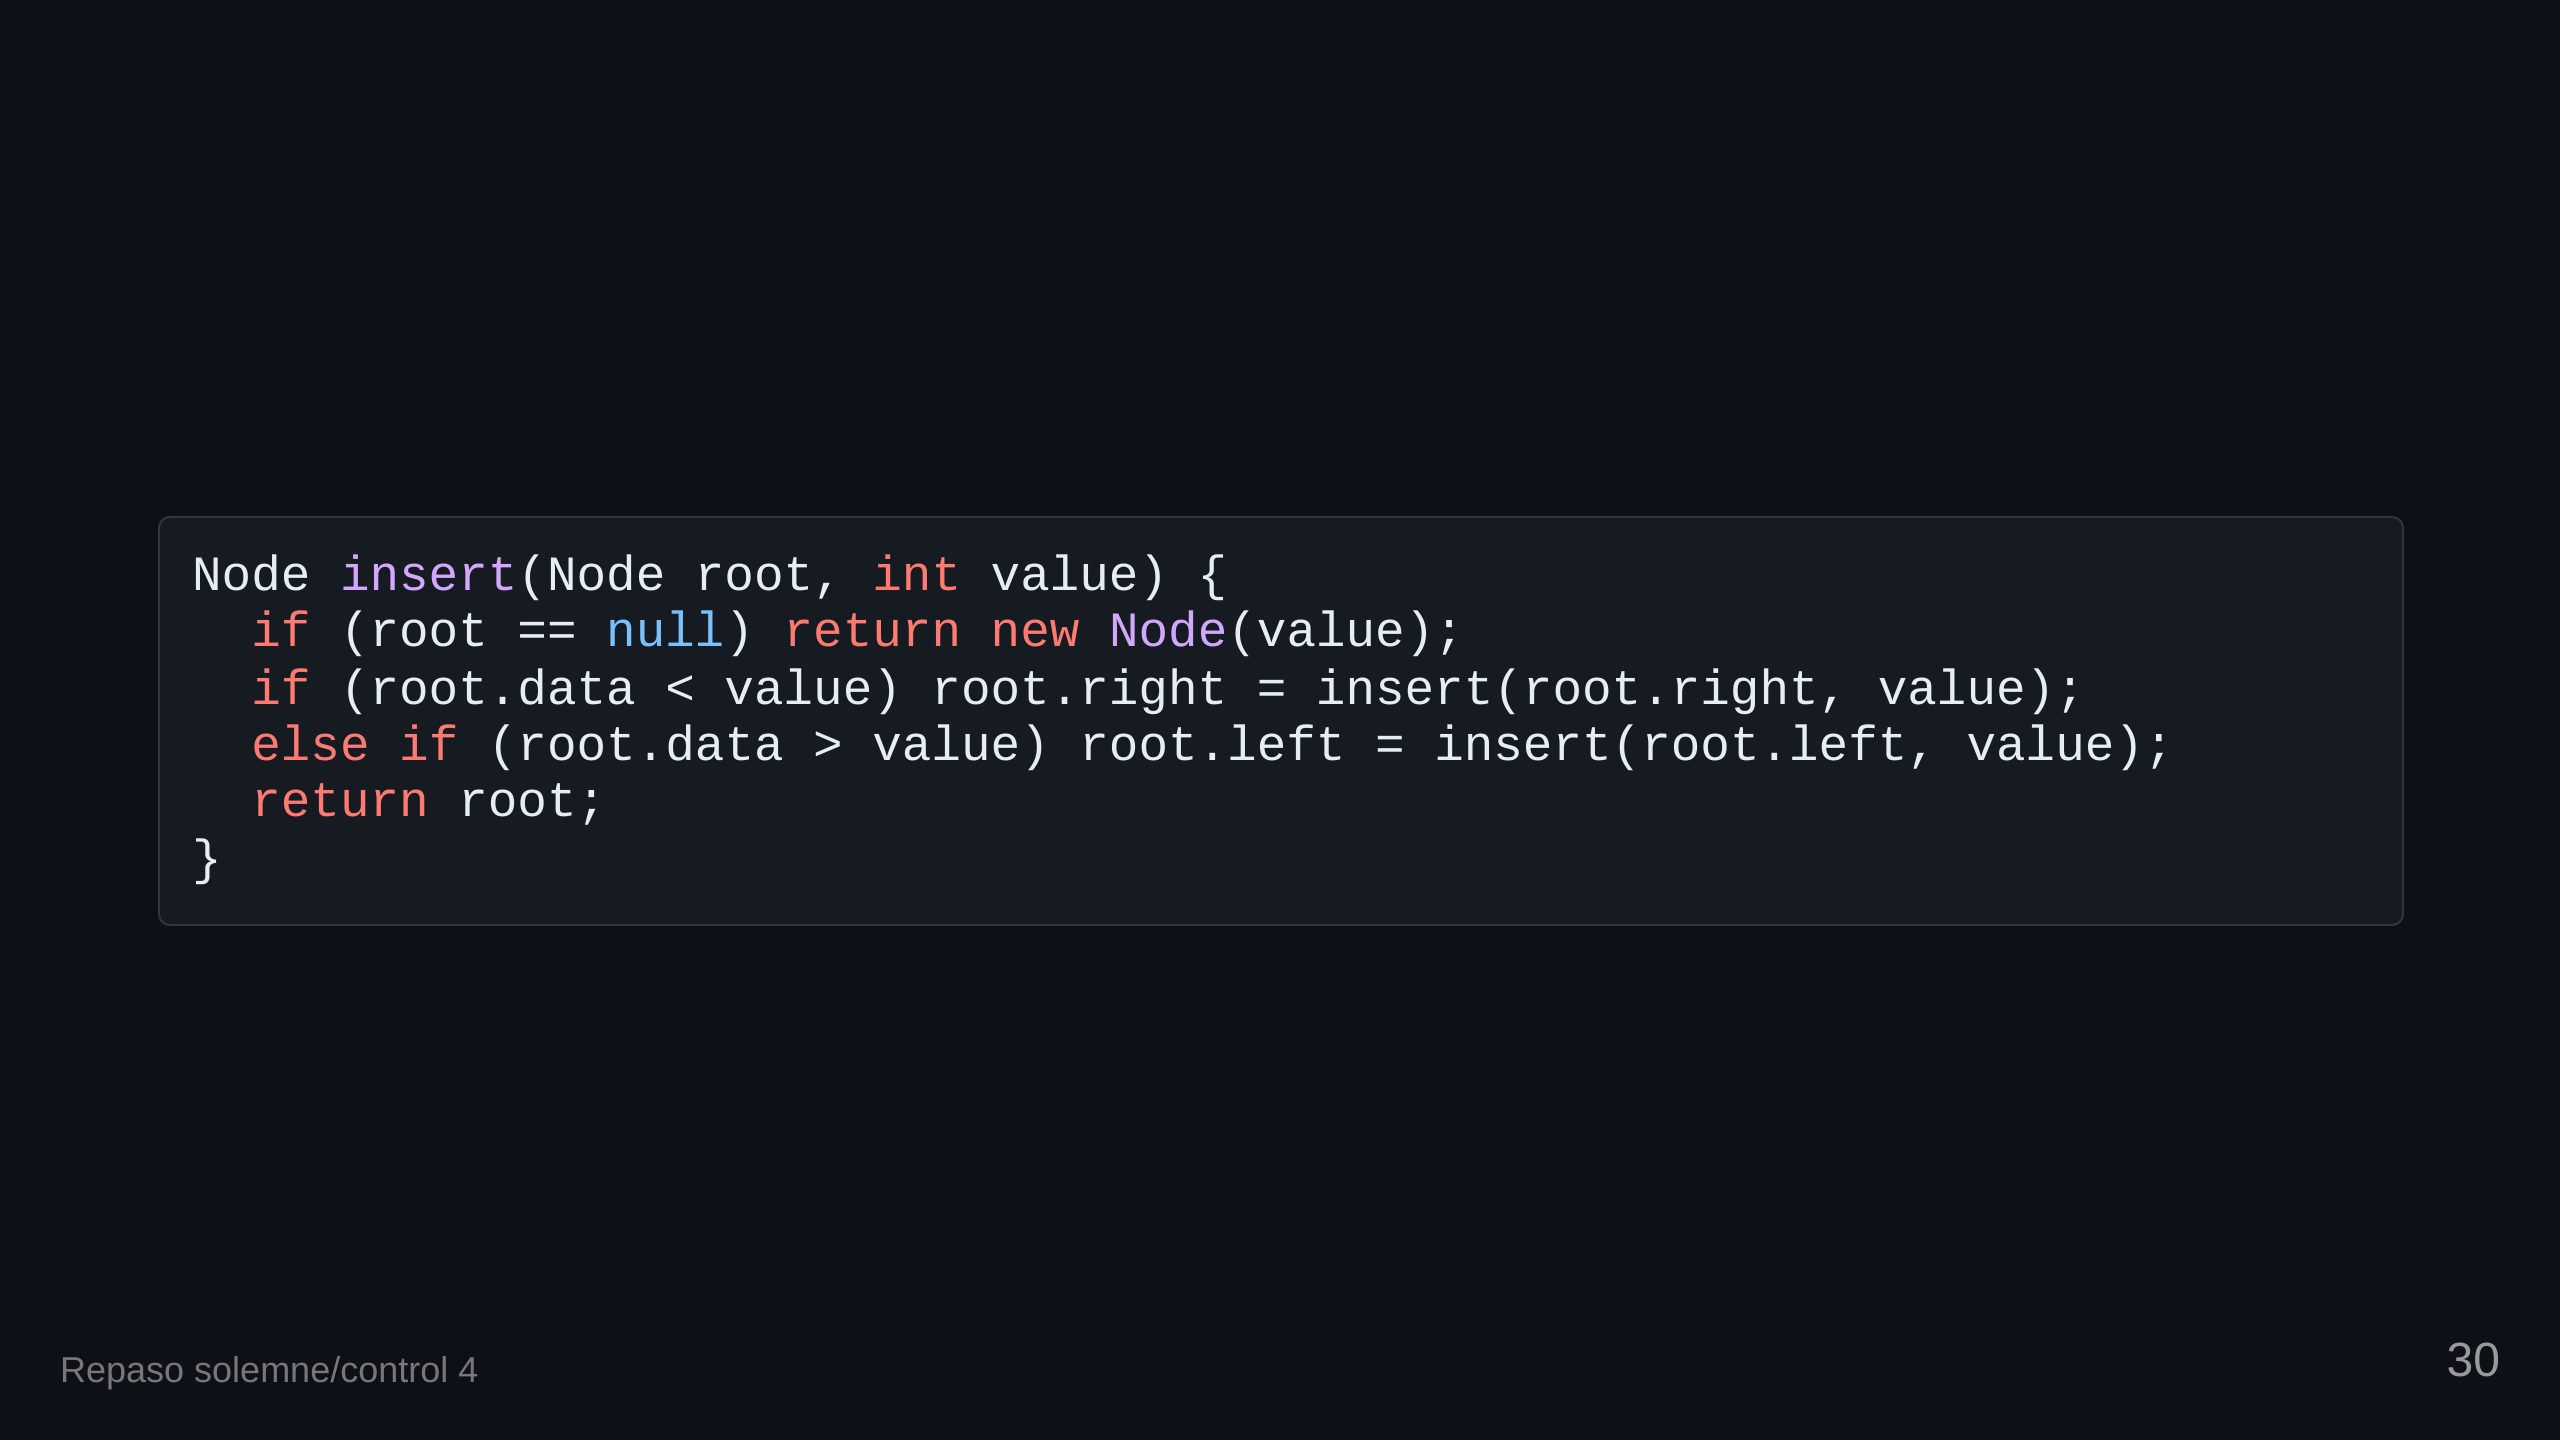 Node insert(Node root, int value) {
  if (root == null) return new Node(value);
  if (root.data < value) root.right = insert(root.right, value);
  else if (root.data > value) root.left = insert(root.left, value);
  return root;
}
Repaso solemne/control 4
30